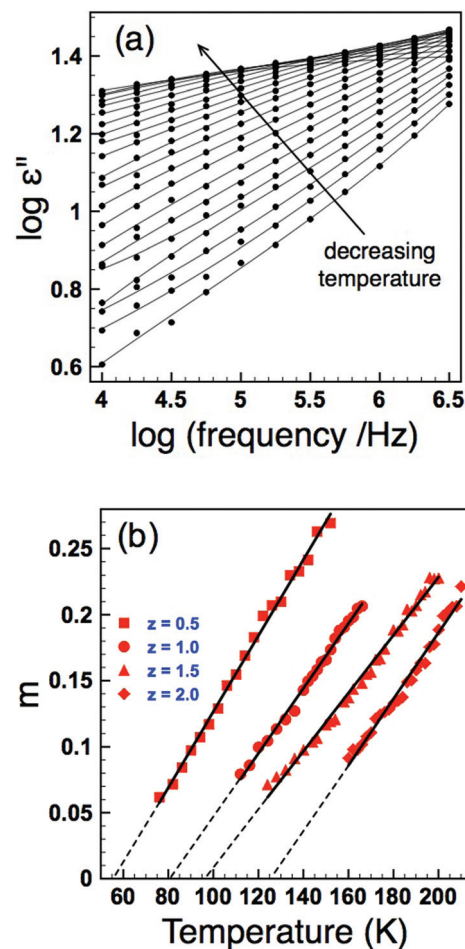 (a)
1.4
1.2
1.0
0.8
0.6
log ε"
decreasing
temperature
4 4.5 5 5.5 6 6.5
log (frequency /Hz)
(b)
0.25
0.2
0.15
0.1
0.05
0
m
z = 0.5
z = 1.0
z = 1.5
z = 2.0
60 80 100 120 140 160 180 200
Temperature (K)